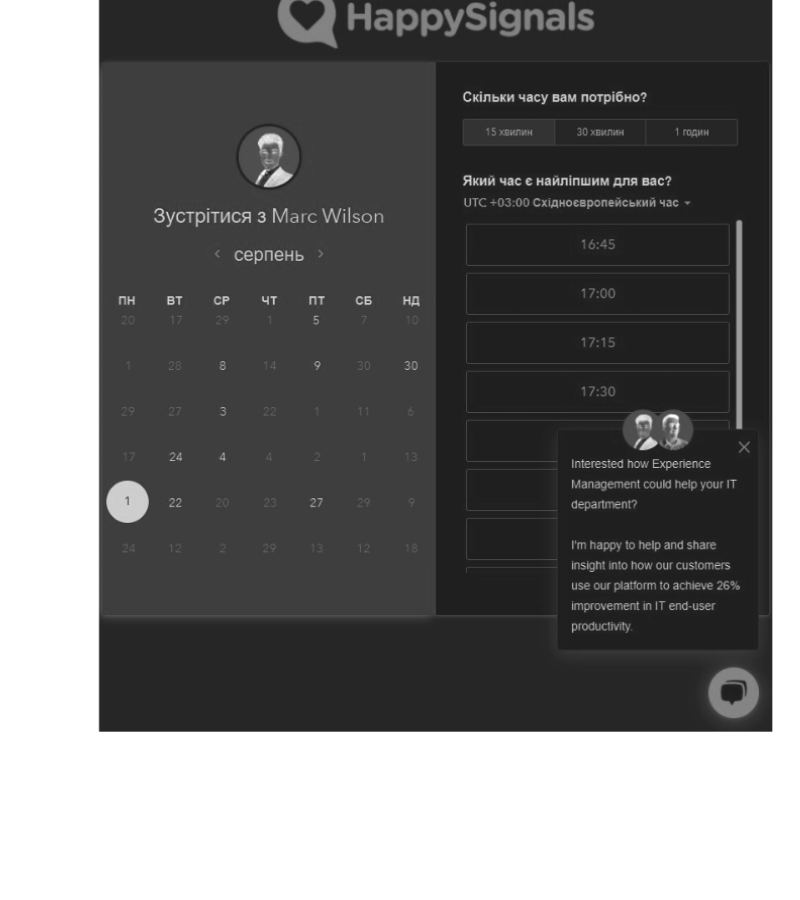 HappySignals
Зустрітися з Marc Wilson
серпень
ПН ВТ СР ЧТ ПТ СБ НД
20 17 29 1 5 7 10
1 28 8 14 9 30 30
29 27 3 22 1 11 6
17 24 4 4 2 1 13
1 22 20 23 27 29 9
24 12 2 29 13 12 18
Скільки часу вам потрібно?
15 хвилин 30 хвилин 1 годин
Який час є найліпшим для вас?
UTC +03:00 Східноєвропейський час
16:45
17:00
17:15
17:30
Interested how Experience
Management could help your IT
department?
I'm happy to help and share
insight into how our customers
use our platform to achieve 26%
improvement in IT end-user
productivity.